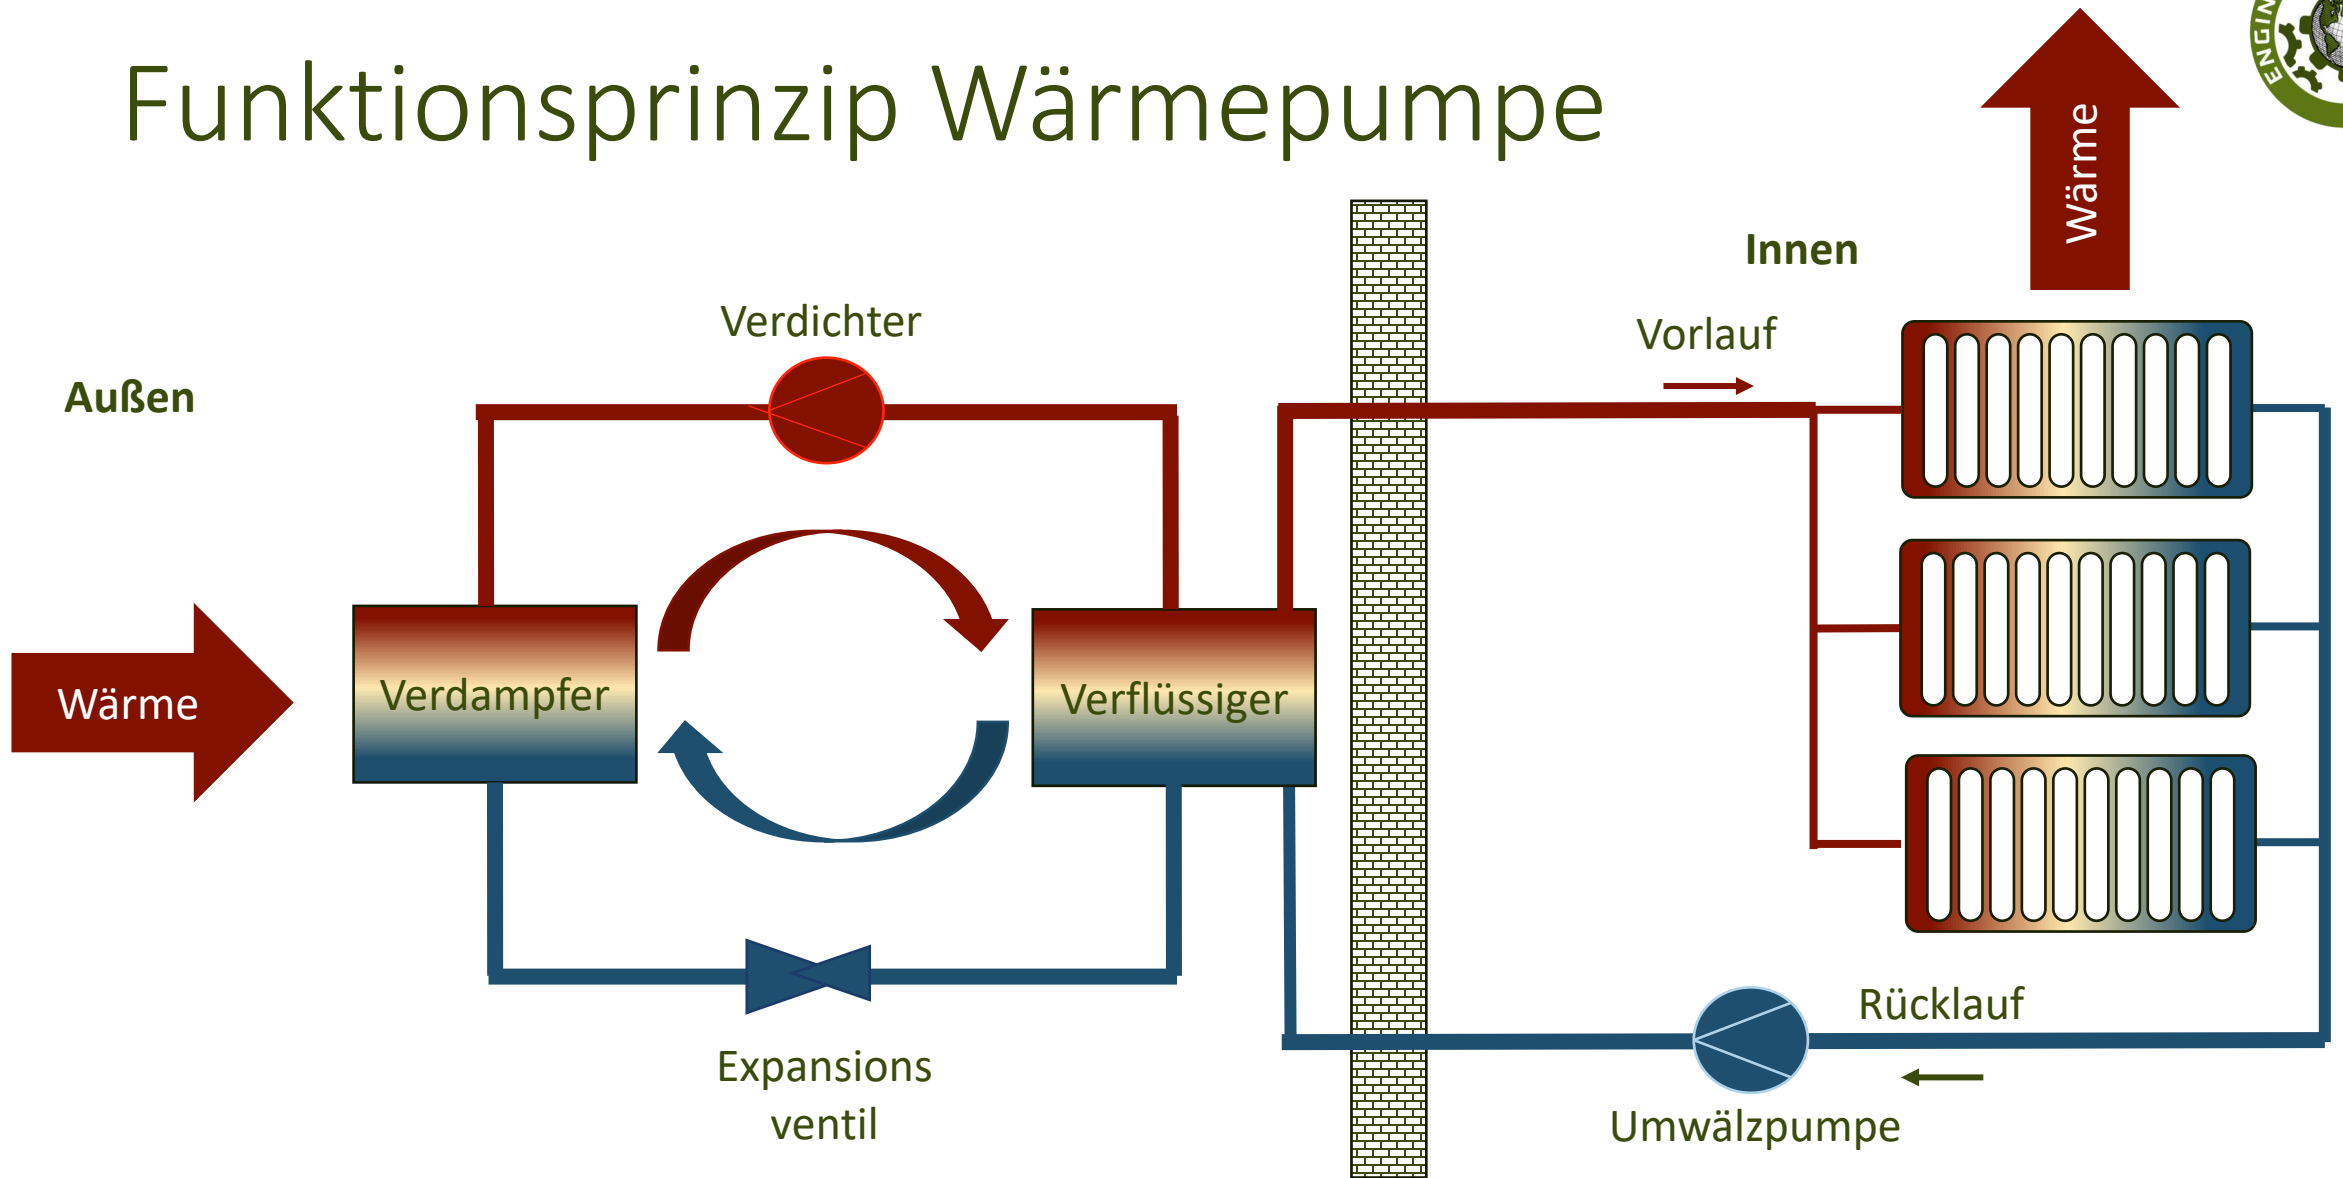 Funktionsprinzip Wärmepumpe
Wärme
Innen
Verdichter
Vorlauf
Außen
Wärme
Verdampfer
Verflüssiger
Rücklauf
Expansions
ventil
Umwälzpumpe